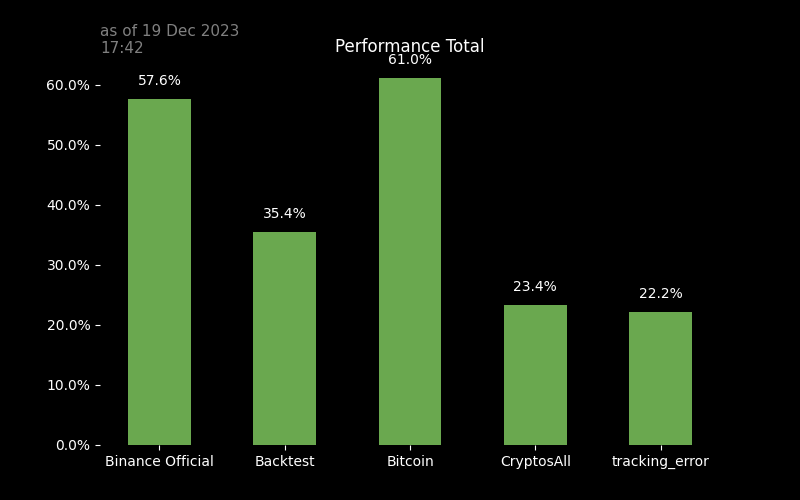 as of 19 Dec 2023
17:42
Performance Total
61.0%
57.6%
35.4%
23.4%
22.2%
60.0%
50.0%
40.0%
30.0%
20.0%
10.0%
0.0%
Binance Official
Backtest
Bitcoin
CryptosAll
tracking_error